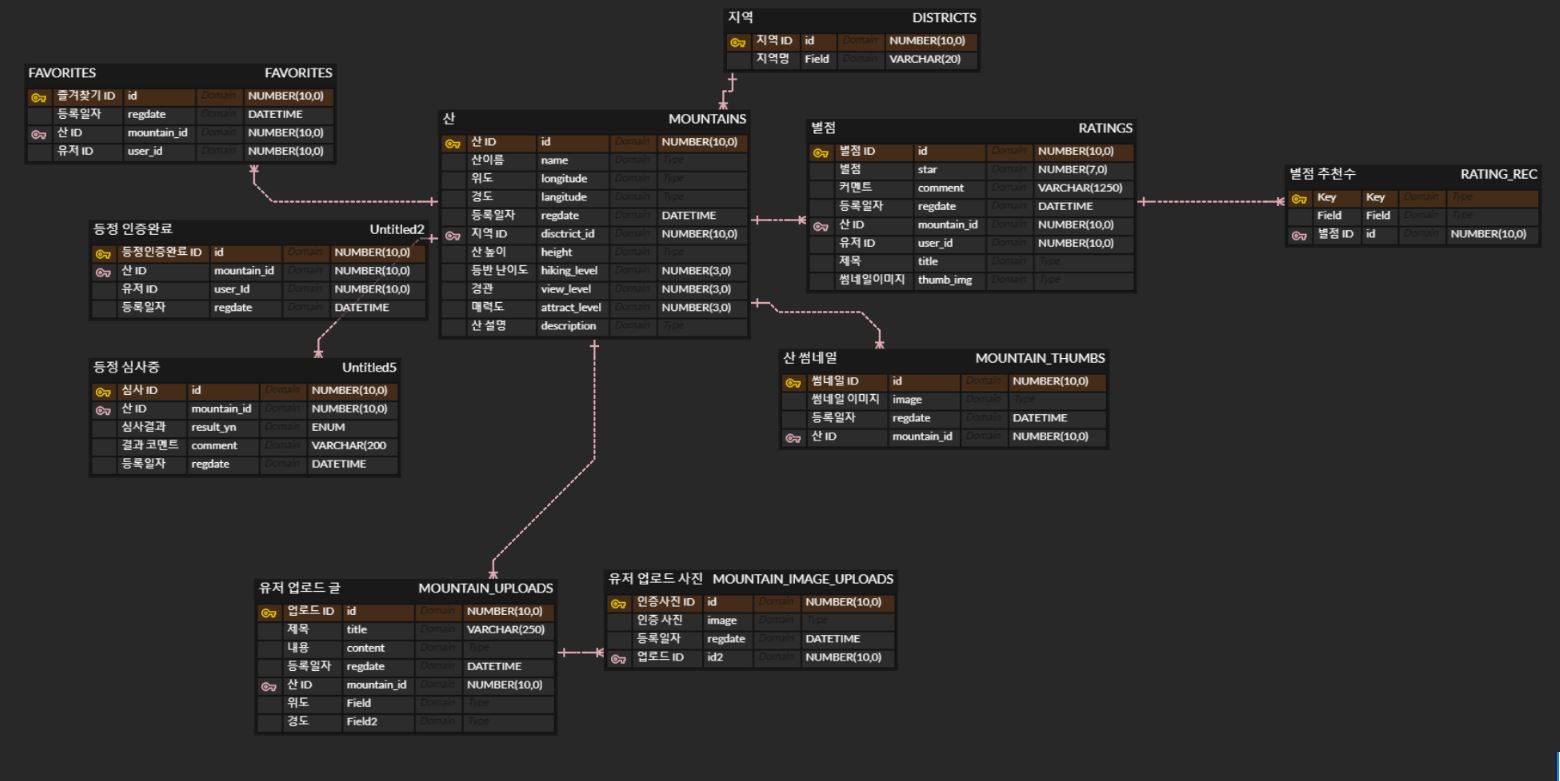 지역 DISTRICTS
지역 ID id Domain NUMBER(10,0)
지역명 Field Domain VARCHAR(20)
FAVORITES FAVORITES
즐겨찾기 ID id Domain NUMBER(10,0)
등록일자 regdate Domain DATETIME
산 ID mountain_id Domain NUMBER(10,0)
유저 ID user_id Domain NUMBER(10,0)
산 MOUNTAINS
산 ID id Domain NUMBER(10,0)
산이름 name Domain Type
위도 longitude Domain Type
경도 langitude Domain Type
등록일자 regdate Domain DATETIME
지역 ID disctrict_id Domain NUMBER(10,0)
산 높이 height Domain Type
등반 난이도 hiking_level Domain NUMBER(3,0)
경관 view_level Domain NUMBER(3,0)
매력도 attract_level Domain NUMBER(3,0)
산 설명 description Domain Type
별점 RATINGS
별점 ID id Domain NUMBER(10,0)
별점 star Domain NUMBER(7,0)
커멘트 comment Domain VARCHAR(1250)
등록일자 regdate Domain DATETIME
산 ID mountain_id Domain NUMBER(10,0)
유저 ID user_id Domain NUMBER(10,0)
제목 title Domain Type
썸네일이미지 thumb_img Domain Type
별점 추천수 RATING_REC
Key Key Domain Type
Field Field Domain Type
별점 ID id Domain NUMBER(10,0)
등정 인증완료 Untitled2
등정인증완료 ID id Domain NUMBER(10,0)
산 ID mountain_id Domain NUMBER(10,0)
유저 ID user_Id Domain NUMBER(10,0)
등록일자 regdate Domain DATETIME
등정 심사중 Untitled5
심사 ID id Domain NUMBER(10,0)
산 ID mountain_id Domain NUMBER(10,0)
심사결과 result_yn Domain ENUM
결과 코멘트 comment Domain VARCHAR(200
등록일자 regdate Domain DATETIME
산 썸네일 MOUNTAIN_THUMBS
썸네일 ID id Domain NUMBER(10,0)
썸네일 이미지 image Domain Type
등록일자 regdate Domain DATETIME
산 ID mountain_id Domain NUMBER(10,0)
유저 업로드 글 MOUNTAIN_UPLOADS
업로드 ID id Domain NUMBER(10,0)
제목 title Domain VARCHAR(250)
내용 content Domain Type
등록일자 regdate Domain DATETIME
산 ID mountain_id Domain NUMBER(10,0)
위도 Field Domain Type
경도 Field2 Domain Type
유저 업로드 사진 MOUNTAIN_IMAGE_UPLOADS
인증사진 ID id Domain NUMBER(10,0)
인증 사진 image Domain Type
등록일자 regdate Domain DATETIME
업로드 ID id2 Domain NUMBER(10,0)